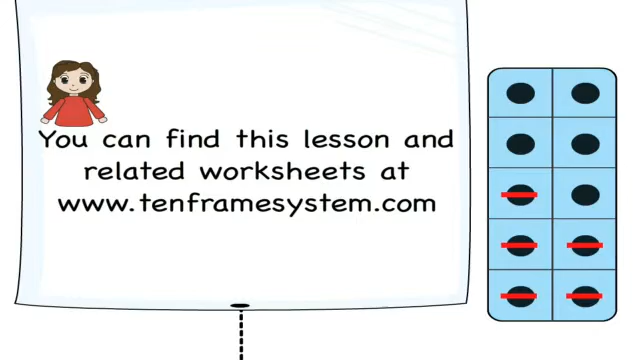 You can find this lesson and
related worksheets at
www.tenframesystem.com